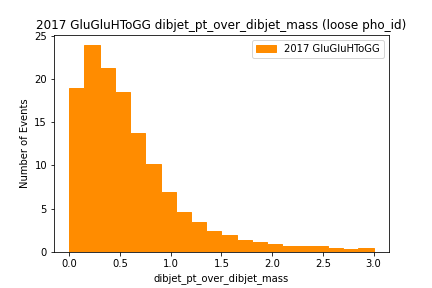 2017 GluGluHToGG dibjet_pt_over_dibjet_mass (loose pho_id)
2017 GluGluHToGG
Number of Events
25
20
15
10
5
0
0.0 0.5 1.0 1.5 2.0 2.5 3.0
dibjet_pt_over_dibjet_mass